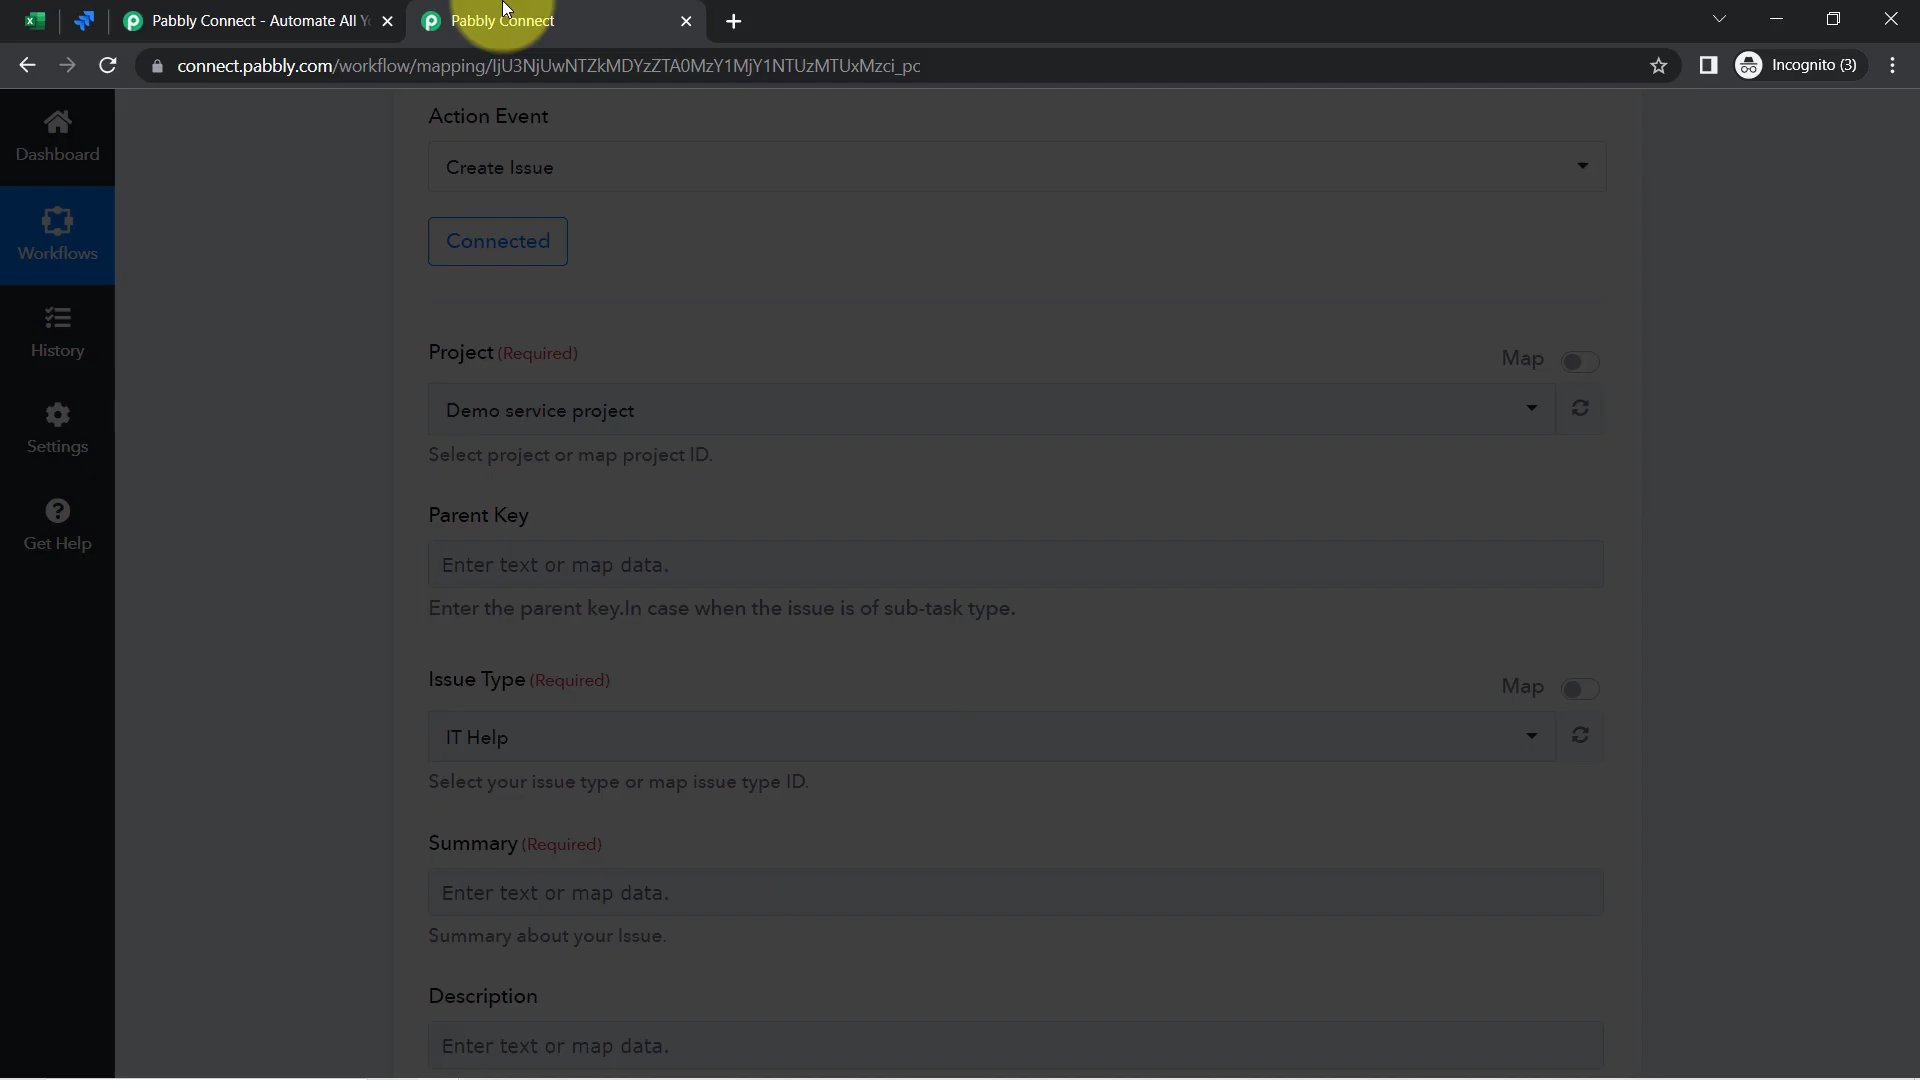 Pabbly Connect - Automate All Yo
Pabbly Connect
connect.pabbly.com/workflow/mapping/IjU3NjUwNTZkMDYzZTA0MzY1MjY1NTUzMTUxMzci_pc
Incognito (3)
Dashboard
Workflows
History
Settings
Get Help
Action Event
Create Issue
Connected
Project (Required)
Map
Demo service project
Select project or map project ID.
Parent Key
Enter text or map data.
Enter the parent key.In case when the issue is of sub-task type.
Issue Type (Required)
Map
IT Help
Select your issue type or map issue type ID.
Summary (Required)
Enter text or map data.
Summary about your Issue.
Description
Enter text or map data.